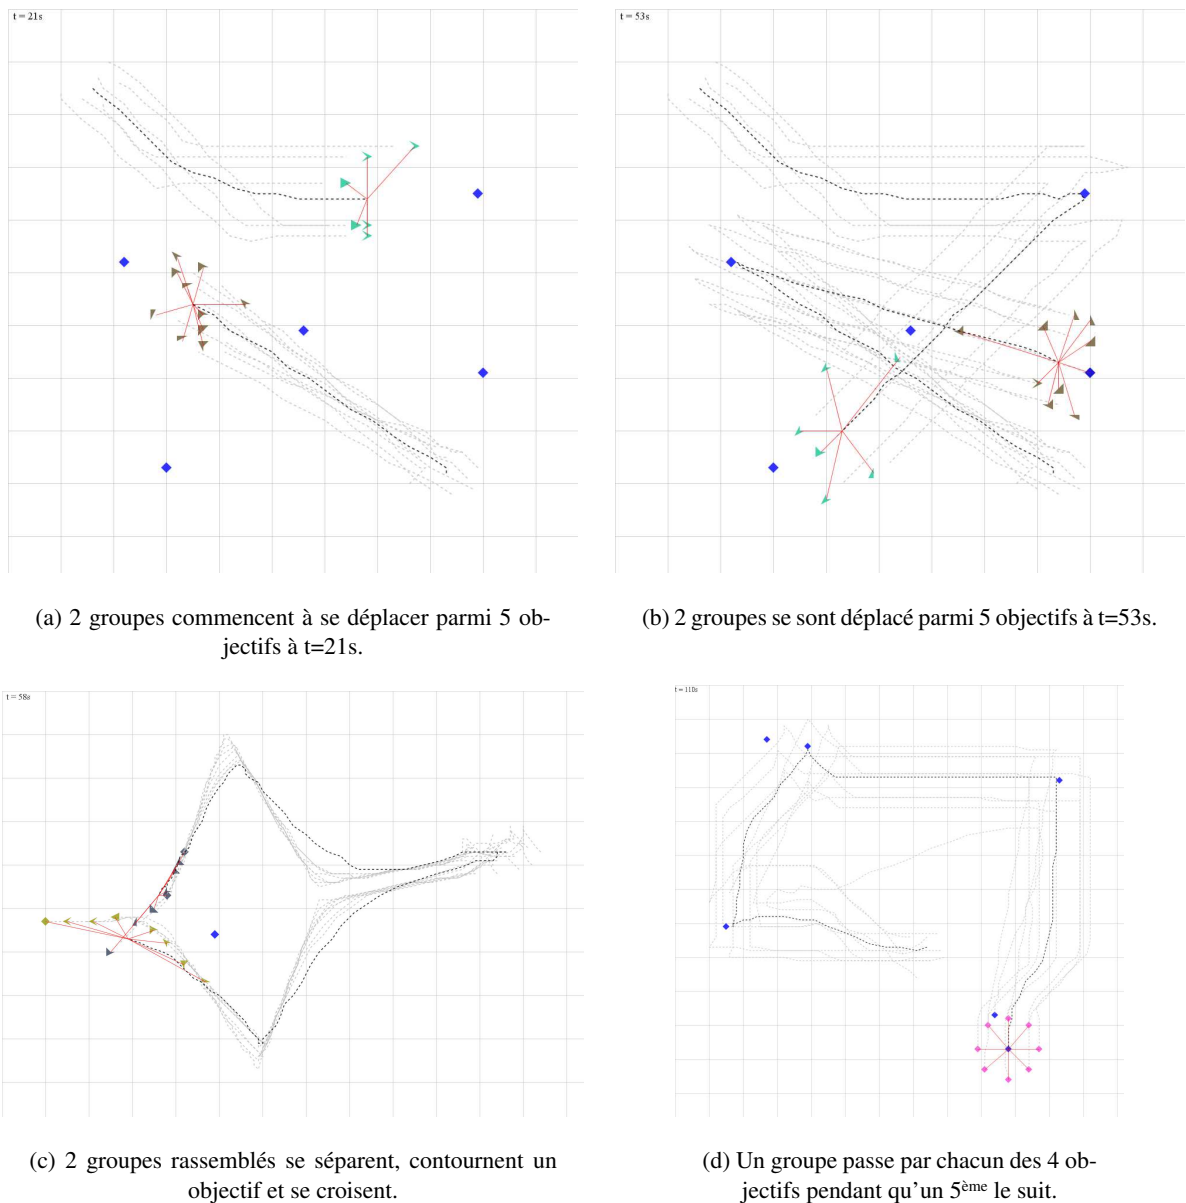 t = 21s
t = 53s
(a) 2 groupes commencent à se déplacer parmi 5 ob-
jectifs à t=21s.
(b) 2 groupes se sont déplacé parmi 5 objectifs à t=53s.
t = 58s
t = 110s
(c) 2 groupes rassemblés se séparent, contournent un
objectif et se croisent.
(d) Un groupe passe par chacun des 4 ob-
jectifs pendant qu'un 5ème le suit.